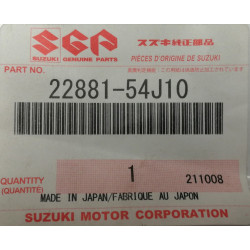 SGP スズキ純正部品
SUZUKI GENUINE PARTS PIECES D'ORIGINE DE SUZUKI
PART NO.
22881-54J10
QUANTITY 1 211008
(QUANTITÉ)
MADE IN JAPAN/FABRIQUE AU JAPON
SUZUKI MOTOR CORPORATION